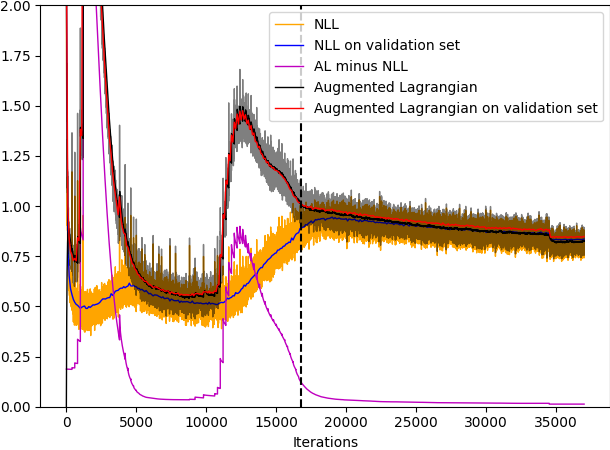 2.00
1.75
1.50
1.25
1.00
0.75
0.50
0.25
0.00
NLL
NLL on validation set
AL minus NLL
Augmented Lagrangian
Augmented Lagrangian on validation set
0 5000 10000 15000 20000 25000 30000 35000
Iterations